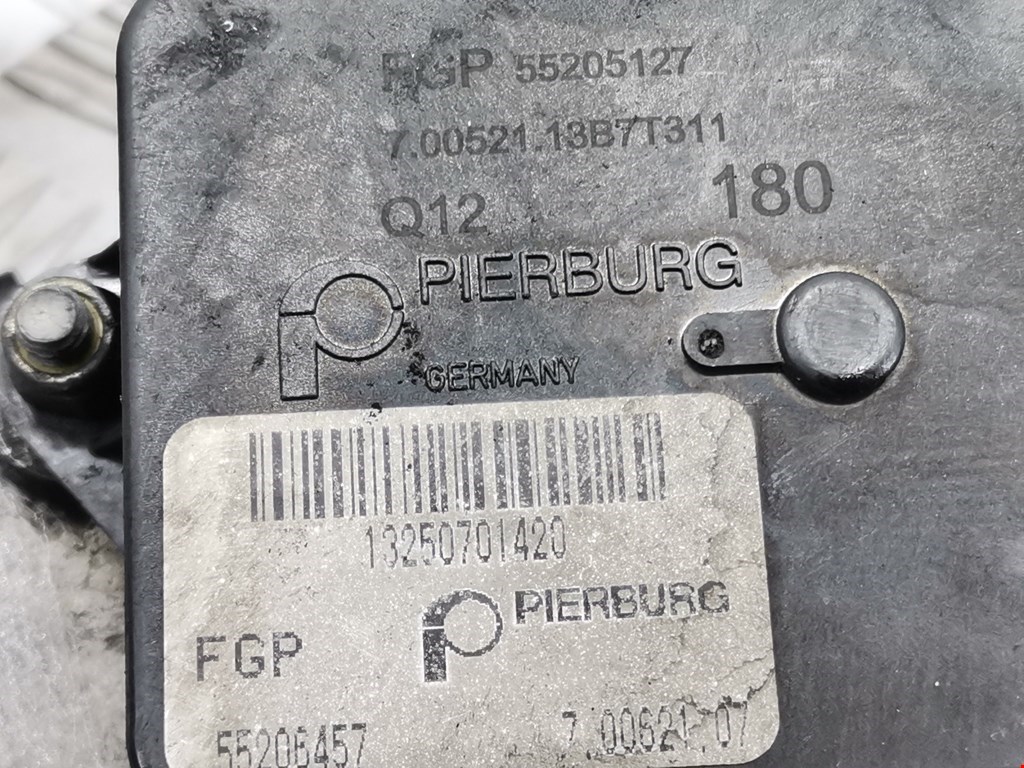 FGP 55205127
7.00521.13B7T311
Q12 180
PIERBURG
GERMANY
13250701420
PIERBURG
FGP
55206457 7.00621.07